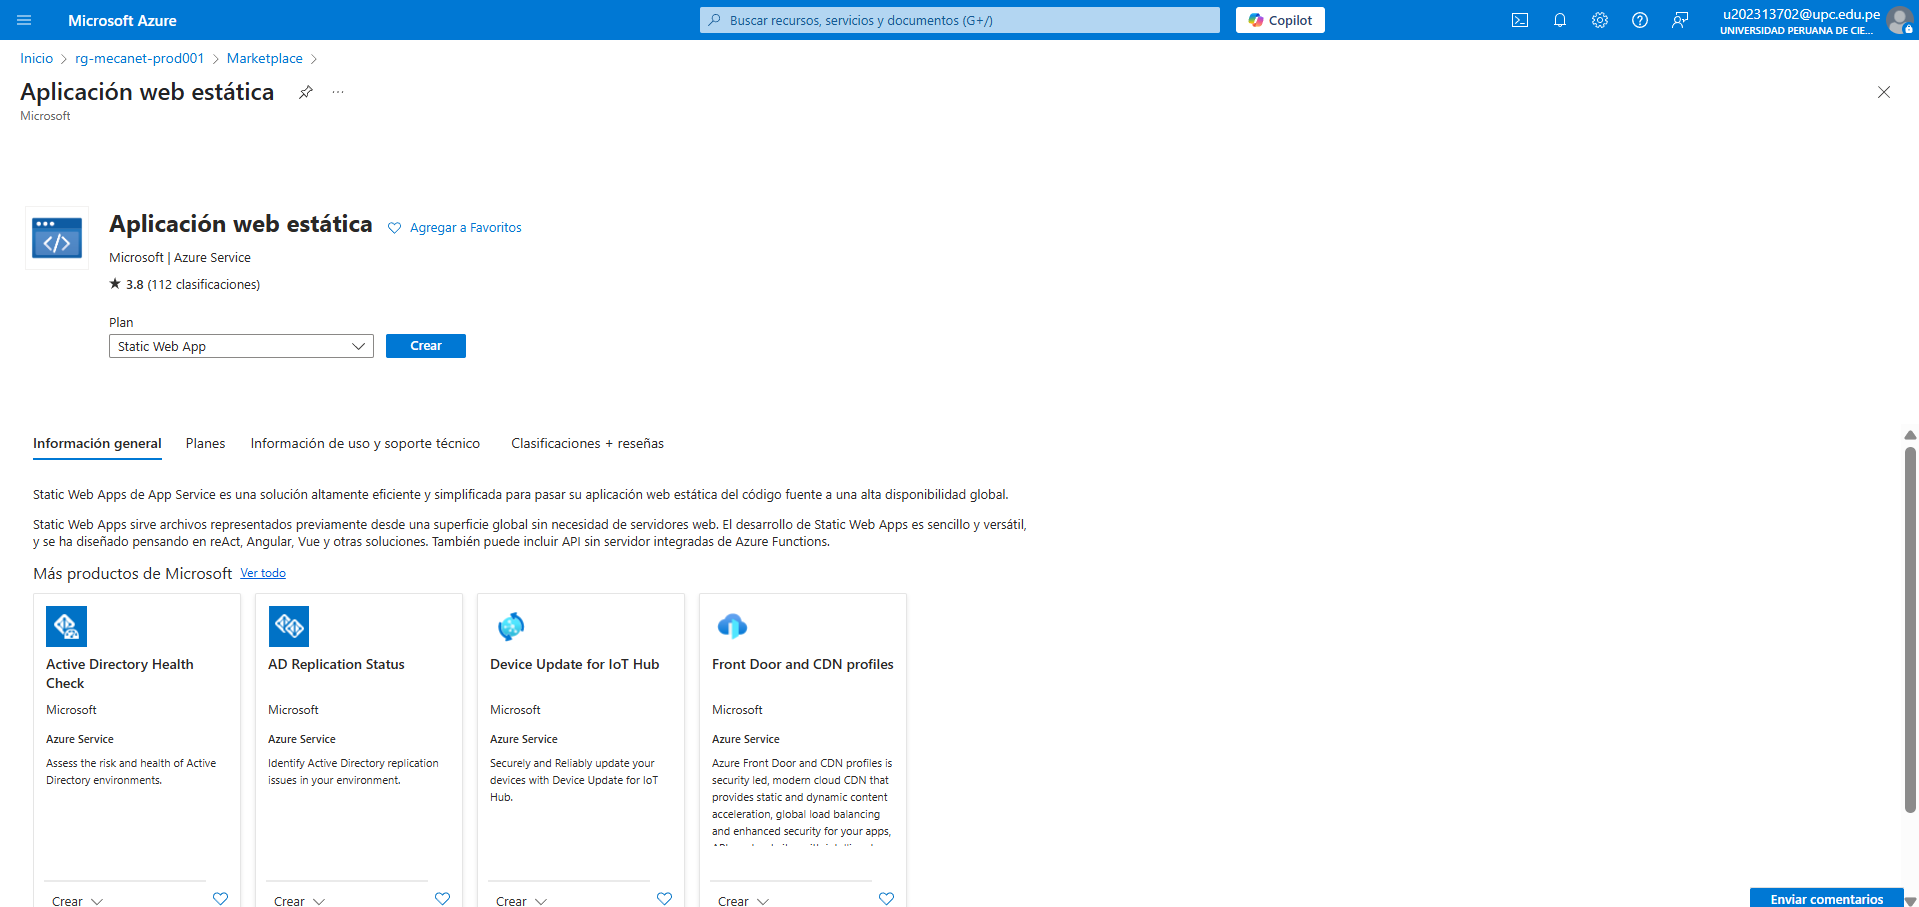 Microsoft Azure
Buscar recursos, servicios y documentos (G+/)
Copilot
u202313702@upc.edu.pe
UNIVERSIDAD PERUANA DE CIE...
Inicio > rg-mecanet-prod001 > Marketplace >
Aplicación web estática
Microsoft
Aplicación web estática
Agregar a Favoritos
Microsoft | Azure Service
★ 3.8 (112 clasificaciones)
Plan
Static Web App
Crear
Información general
Planes
Información de uso y soporte técnico
Clasificaciones + reseñas
Static Web Apps de App Service es una solución altamente eficiente y simplificada para pasar su aplicación web estática del código fuente a una alta disponibilidad global.
Static Web Apps sirve archivos representados previamente desde una superficie global sin necesidad de servidores web. El desarrollo de Static Web Apps es sencillo y versátil,
y se ha diseñado pensando en reAct, Angular, Vue y otras soluciones. También puede incluir API sin servidor integradas de Azure Functions.
Más productos de Microsoft Ver todo
Active Directory Health
Check
Microsoft
Azure Service
Assess the risk and health of Active
Directory environments.
Crear
AD Replication Status
Microsoft
Azure Service
Identify Active Directory replication
issues in your environment.
Crear
Device Update for IoT Hub
Microsoft
Azure Service
Securely and Reliably update your
devices with Device Update for IoT
Hub.
Crear
Front Door and CDN profiles
Microsoft
Azure Service
Azure Front Door and CDN profiles is
security led, modern cloud CDN that
provides static and dynamic content
acceleration, global load balancing
and enhanced security for your apps,
Crear
Enviar comentarios